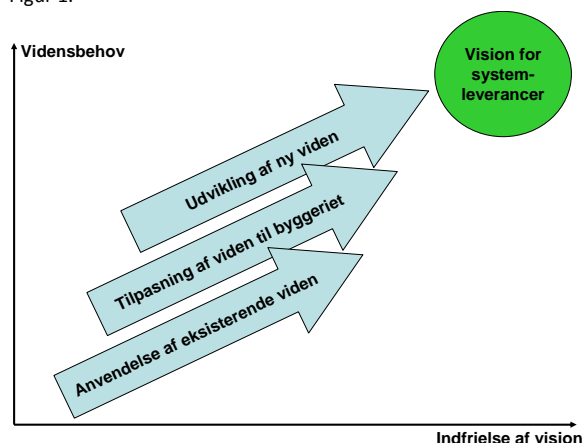 Figur 1.
Vidensbehov
Vision for
system-
leverancer
Udvikling af ny viden
Tilpasning af viden til byggeriet
Anvendelse af eksisterende viden
Indfrielse af vision